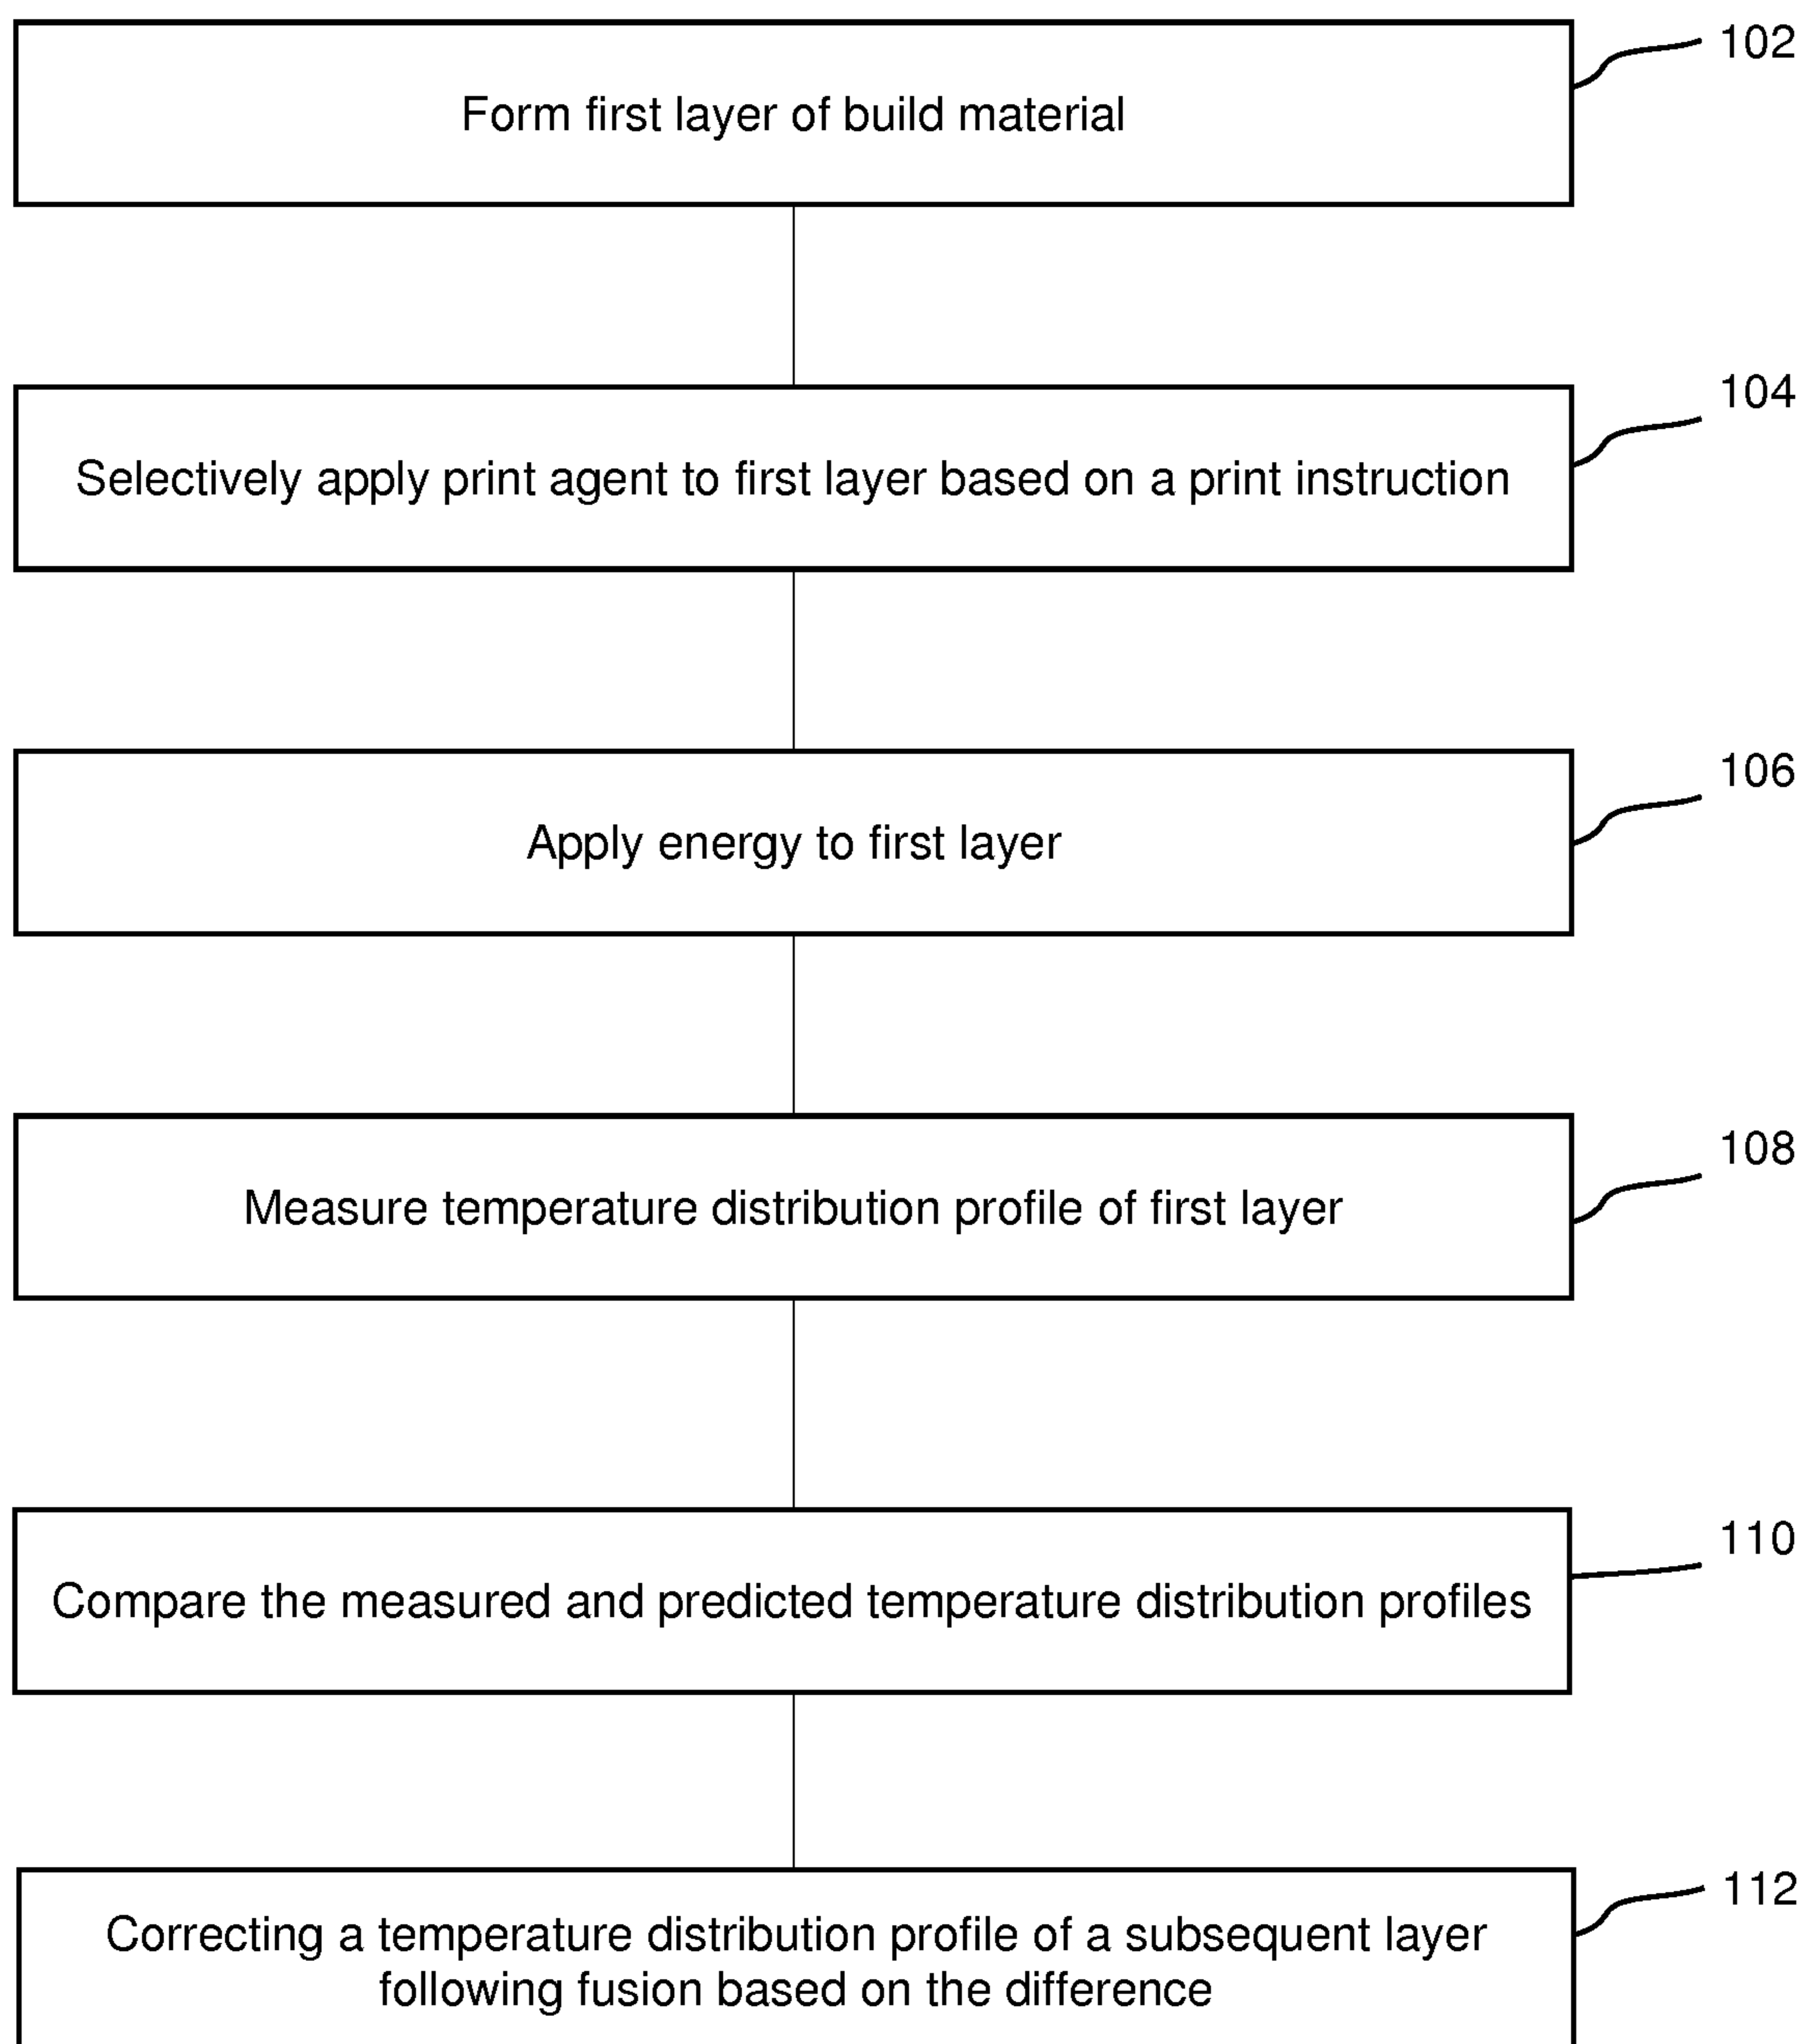 102
Form first layer of build material
104
Selectively apply print agent to first layer based on a print instruction
106
Apply energy to first layer
108
Measure temperature distribution profile of first layer
110
Compare the measured and predicted temperature distribution profiles
112
Correcting a temperature distribution profile of a subsequent layer
following fusion based on the difference